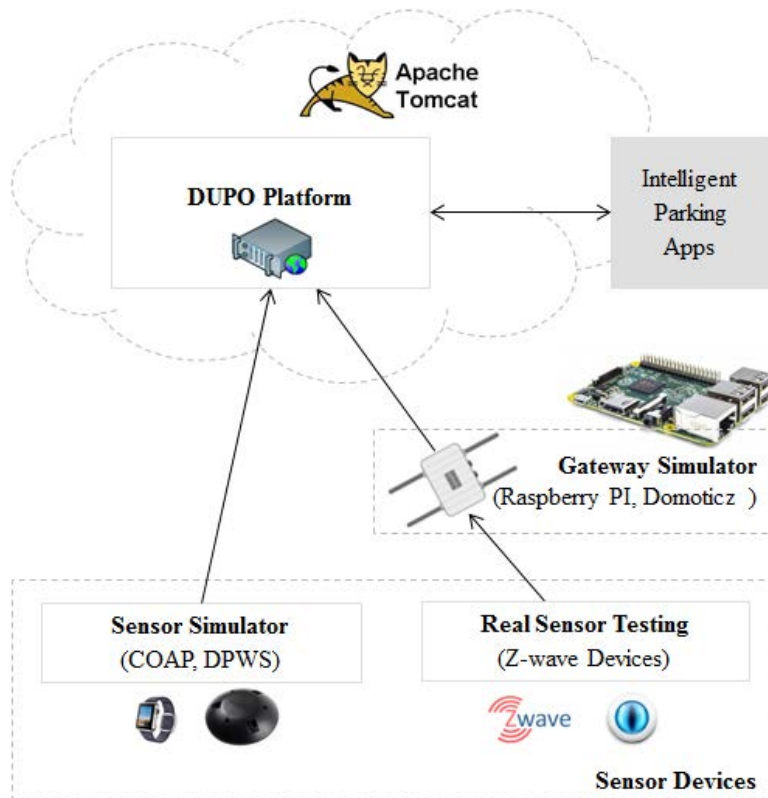 Apache
Tomcat
DUPO Platform
Intelligent
Parking
Apps
Gateway Simulator
(Raspberry PI, Domoticz )
Sensor Simulator
(COAP, DPWS)
Real Sensor Testing
(Z-wave Devices)
Zwave
Sensor Devices